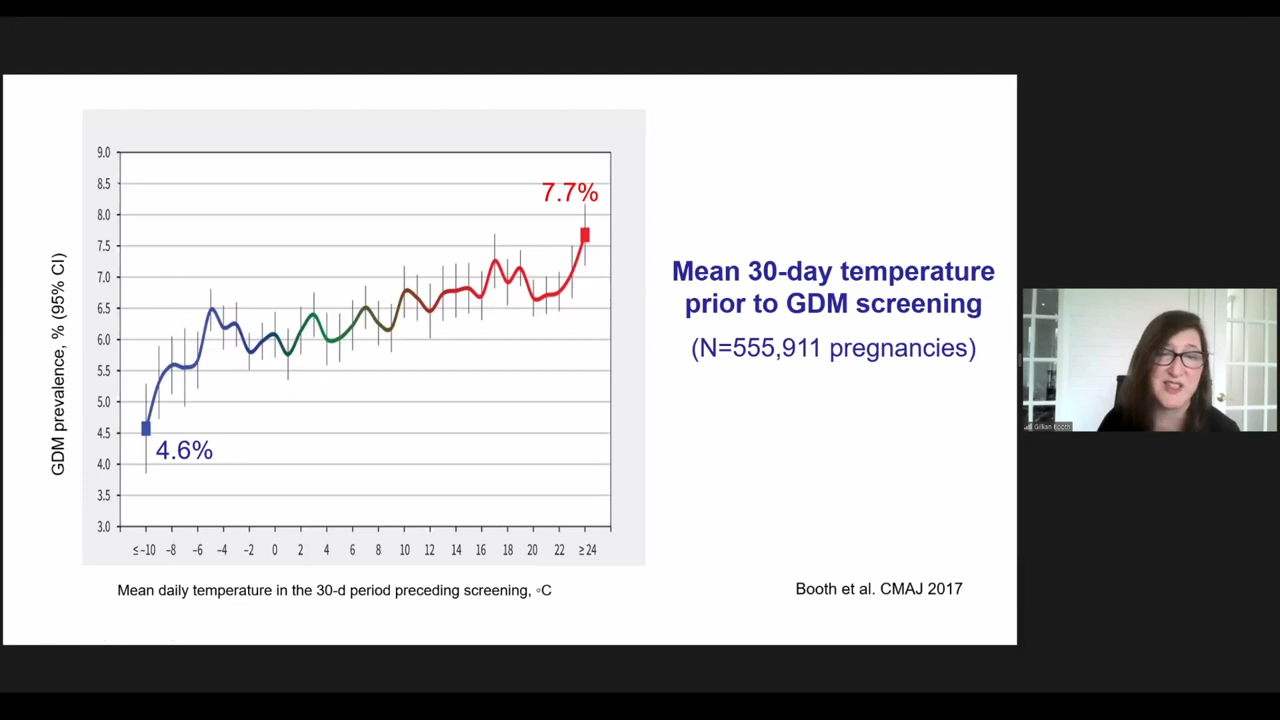 9.0
8.5
8.0
7.5
7.0
6.5
6.0
5.5
5.0
4.5
4.0
3.5
3.0
GDM prevalence, % (95% CI)
7.7%
4.6%
≤ –10 –8 –6 –4 –2 0 2 4 6 8 10 12 14 16 18 20 22 ≥ 24
Mean daily temperature in the 30-d period preceding screening, ◦C
Mean 30-day temperature
prior to GDM screening
(N=555,911 pregnancies)
Booth et al. CMAJ 2017
Gillian Booth